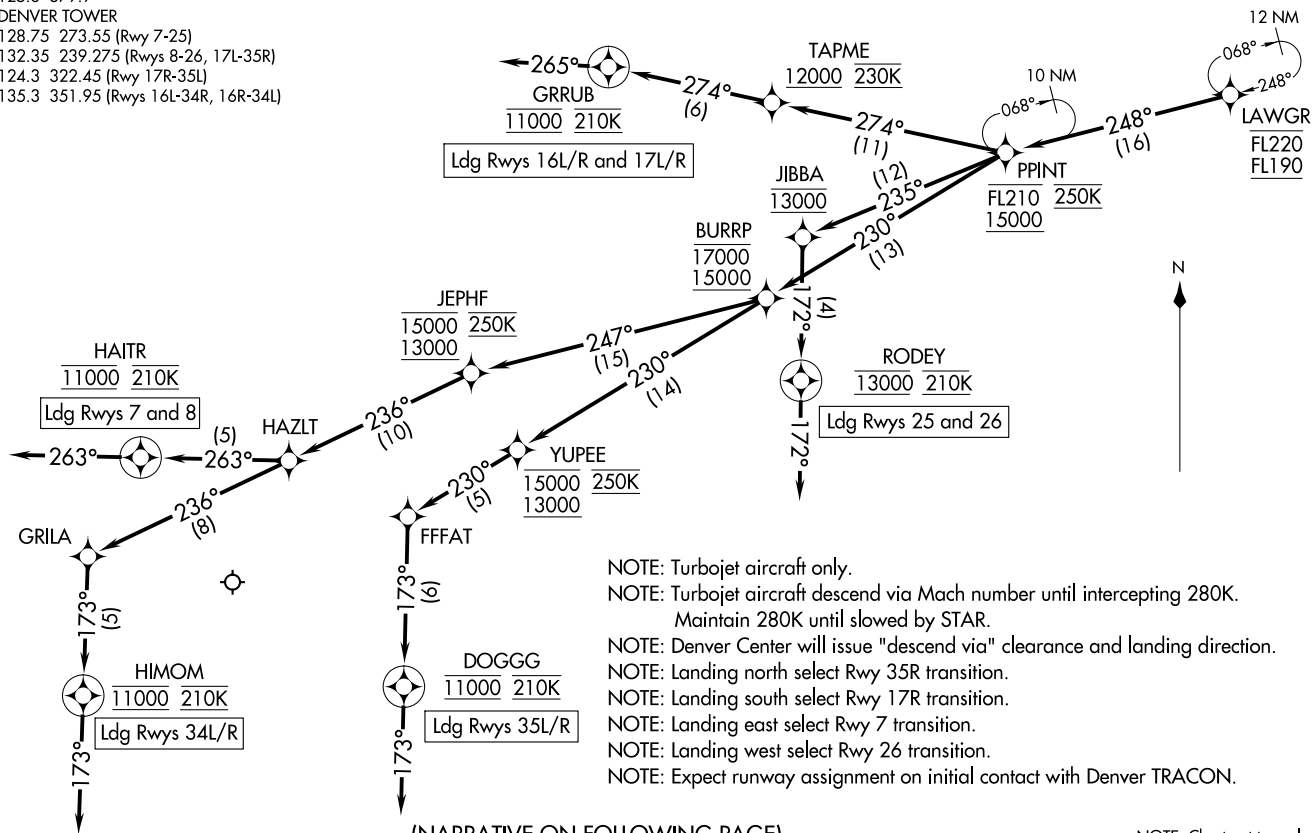 DENVER TOWER
128.75 273.55 (Rwy 7-25)
132.35 239.275 (Rwys 8-26, 17L-35R)
124.3 322.45 (Rwy 17R-35L)
135.3 351.95 (Rwys 16L-34R, 16R-34L)
12 NM
068°
248°
LAWGR
FL220
FL190
248°
(16)
10 NM
068°
PPINT
FL210 250K
15000
TAPME
12000 230K
274°
(11)
274°
(6)
265°
GRRUB
11000 210K
Ldg Rwys 16L/R and 17L/R
(12)
235°
JIBBA
13000
230°
(13)
BURRP
17000
15000
172°
(4)
RODEY
13000 210K
Ldg Rwys 25 and 26
172°
N
JEPHF
15000 250K
13000
247°
(15)
230°
(14)
HAITR
11000 210K
Ldg Rwys 7 and 8
263°
(5)
263°
HAZLT
236°
(10)
YUPEE
15000 250K
13000
230°
(5)
FFFAT
236°
(8)
GRILA
173°
(5)
HIMOM
11000 210K
Ldg Rwys 34L/R
173°
173°
(6)
DOGGG
11000 210K
Ldg Rwys 35L/R
173°
NOTE: Turbojet aircraft only.
NOTE: Turbojet aircraft descend via Mach number until intercepting 280K.
Maintain 280K until slowed by STAR.
NOTE: Denver Center will issue "descend via" clearance and landing direction.
NOTE: Landing north select Rwy 35R transition.
NOTE: Landing south select Rwy 17R transition.
NOTE: Landing east select Rwy 7 transition.
NOTE: Landing west select Rwy 26 transition.
NOTE: Expect runway assignment on initial contact with Denver TRACON.